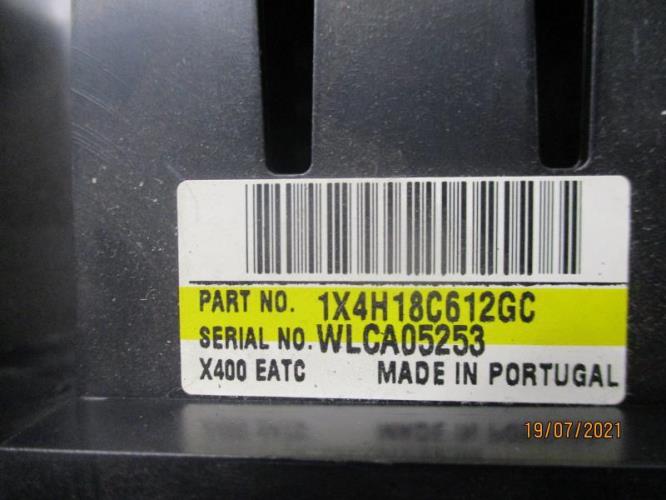 PART NO. 1X4H18C612GC
SERIAL NO. WLCA05253
X400 EATC MADE IN PORTUGAL
19/07/2021